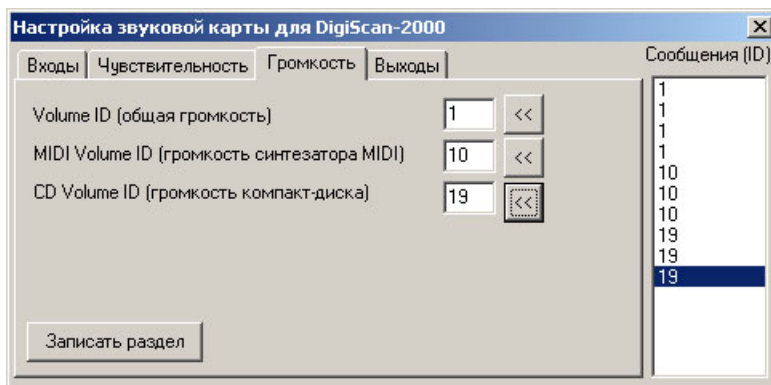 Настройка звуковой карты для DigiScan-2000
Входы Чувствительность Громкость Выходы
Сообщения (ID)
Volume ID (общая громкость) 1 <<
MIDI Volume ID (громкость синтезатора MIDI) 10 <<
CD Volume ID (громкость компакт-диска) 19 <<
Записать раздел
1
1
1
1
10
10
10
19
19
19